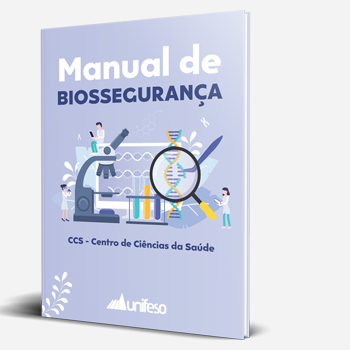 Manual de
BIOSSEGURANÇA
CCS - Centro de Ciências da Saúde
unifeso